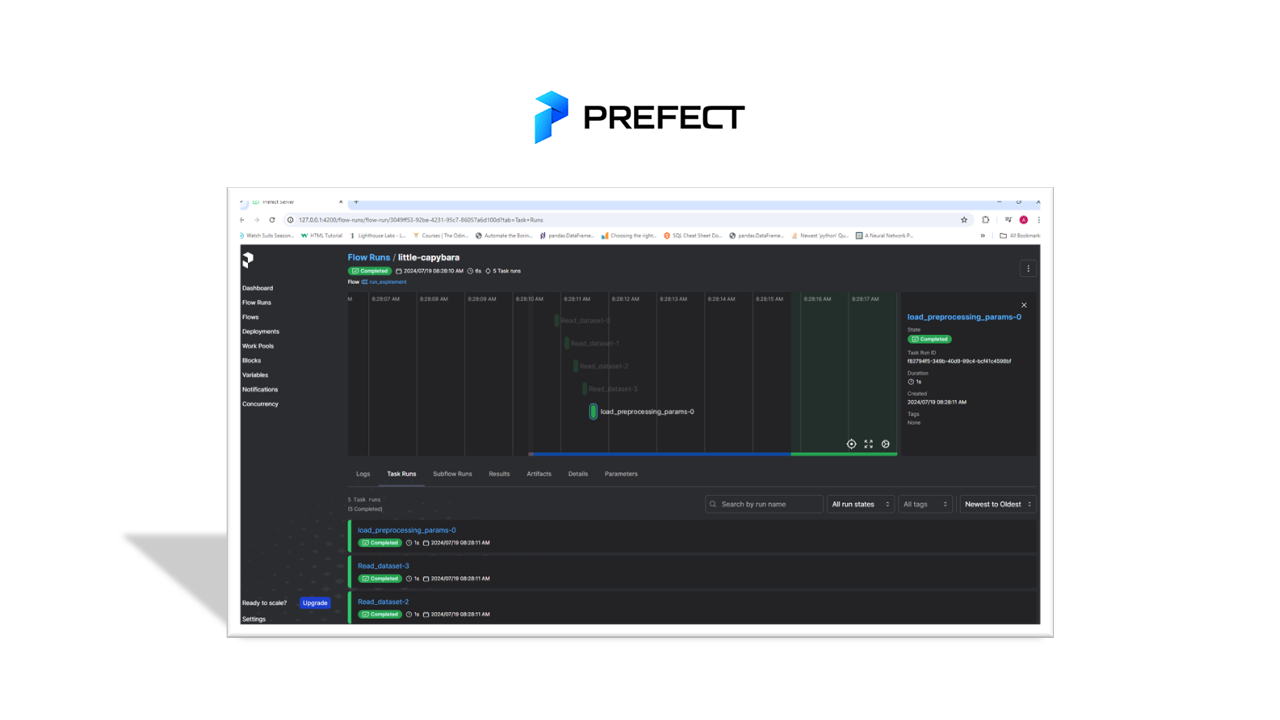 PREFECT
Prefect Server
127.0.0.1:4200/flow-runs/flow-run/3049ff53-92be-4231-95c7-86057a6d100d?tab=Task+Runs
Watch Suits Season... HTML Tutorial Lighthouse Labs - L... Courses | The Odin... Automate the Borin... pandas.DataFrame... Choosing the right... SQL Cheat Sheet Do... pandas.DataFrame... Newest 'python' Qu... A Neural Network P... » All Bookmark
Flow Runs / little-capybara
Completed 2024/07/19 08:28:10 AM 6s 5 Task runs
Flow run_expleiment
Dashboard
Flow Runs
Flows
Deployments
Work Pools
Blocks
Variables
Notifications
Concurrency
Ready to scale? Upgrade
Settings
M 8:28:07 AM 8:28:08 AM 8:28:09 AM 8:28:10 AM 8:28:11 AM 8:28:12 AM 8:28:13 AM 8:28:14 AM 8:28:15 AM 8:28:16 AM 8:28:17 AM
Read_dataset-0
Read_dataset-1
Read_dataset-2
Read_dataset-3
load_preprocessing_params-0
load_preprocessing_params-0
State
Completed
Task Run ID
f82794f5-349b-40d9-99c4-bcf41c4598bf
Duration
1s
Created
2024/07/19 08:28:11 AM
Tags
None
Logs Task Runs Subflow Runs Results Artifacts Details Parameters
5 Task runs
(5 Completed)
Search by run name All run states All tags Newest to Oldest
load_preprocessing_params-0
Completed 1s 2024/07/19 08:28:11 AM
Read_dataset-3
Completed 1s 2024/07/19 08:28:11 AM
Read_dataset-2
Completed 1s 2024/07/19 08:28:11 AM